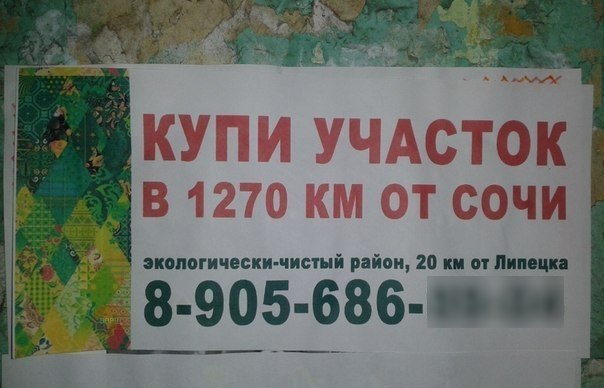 КУПИ УЧАСТОК
В 1270 КМ ОТ СОЧИ
экологически-чистый район, 20 км от Липецка
8-905-686-